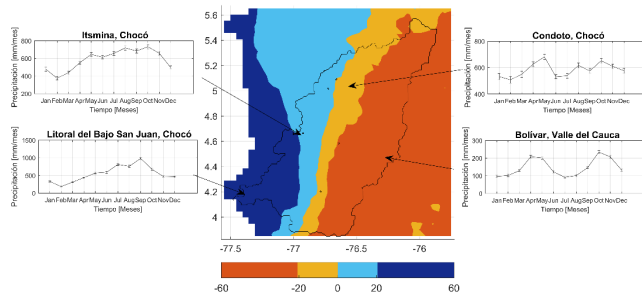 Itsmina, Chocó
Precipitación [mm/mes]
800
600
400
200
Jan Feb Mar Apr May Jun Jul Aug Sep Oct Nov Dec
Tiempo [Meses]
Litoral del Bajo San Juan, Chocó
Precipitación [mm/mes]
1500
1000
500
0
Jan Feb Mar Apr May Jun Jul Aug Sep Oct Nov Dec
Tiempo [Meses]
5.6
5.4
5.2
5
4.8
4.6
4.4
4.2
4
-77.5
-77
-76.5
-76
-60
-20
0
20
60
Condoto, Chocó
Precipitación [mm/mes]
800
600
400
Jan Feb Mar Apr May Jun Jul Aug Sep Oct Nov Dec
Tiempo [Meses]
Bolívar, Valle del Cauca
Precipitación [mm/mes]
300
200
100
0
Jan Feb Mar Apr May Jun Jul Aug Sep Oct Nov Dec
Tiempo [Meses]